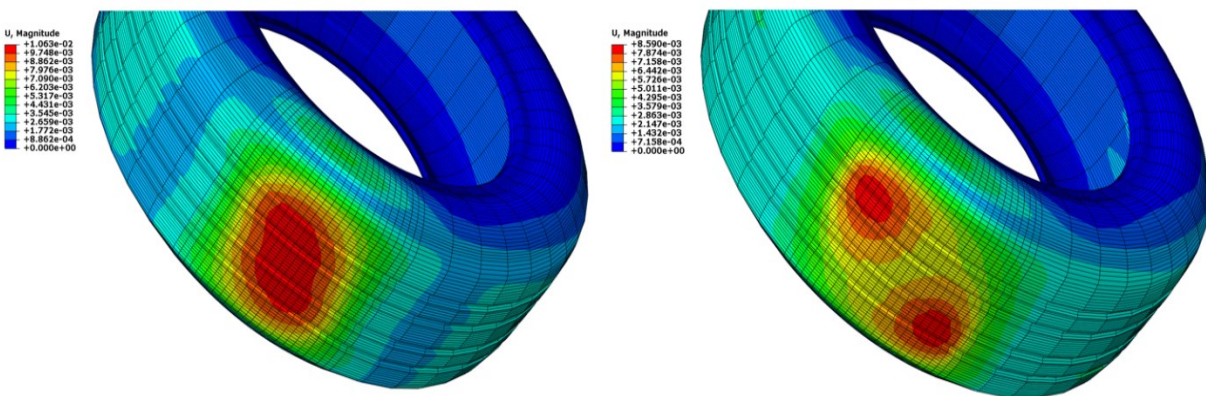 U, Magnitude
+1.063e-02
+9.748e-03
+8.862e-03
+7.976e-03
+7.090e-03
+6.203e-03
+5.317e-03
+4.431e-03
+3.545e-03
+2.659e-03
+1.772e-03
+8.862e-04
+0.000e+00
U, Magnitude
+8.590e-03
+7.874e-03
+7.158e-03
+6.442e-03
+5.726e-03
+5.011e-03
+4.295e-03
+3.579e-03
+2.863e-03
+2.147e-03
+1.432e-03
+7.158e-04
+0.000e+00